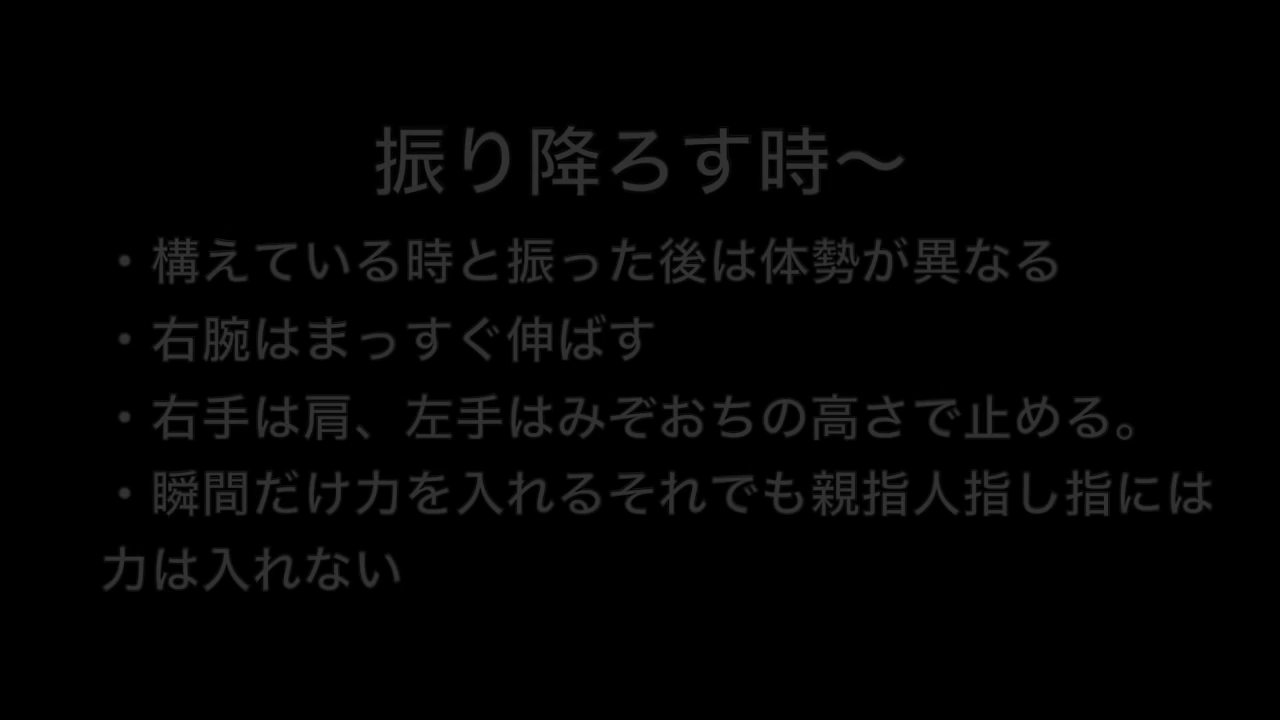 振り降ろす時〜
・構えている時と振った後は体勢が異なる
・右腕はまっすぐ伸ばす
・右手は肩、左手はみぞおちの高さで止める。
・瞬間だけ力を入れるそれでも親指人指し指には
力は入れない